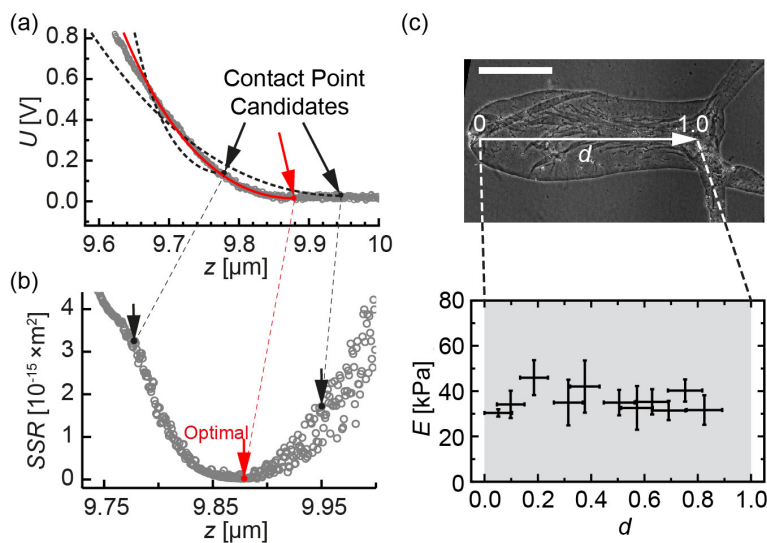 (a)
0.8
0.6
0.4
0.2
0.0
U [V]
Contact Point
Candidates
9.6 9.7 9.8 9.9 10
z [µm]
(b)
4
3
2
1
0
SSR [10⁻¹⁵ ×m²]
Optimal
9.75 9.85 9.95
z [µm]
(c)
0 1.0
d
80
60
40
20
0
E [kPa]
0.0 0.2 0.4 0.6 0.8 1.0
d